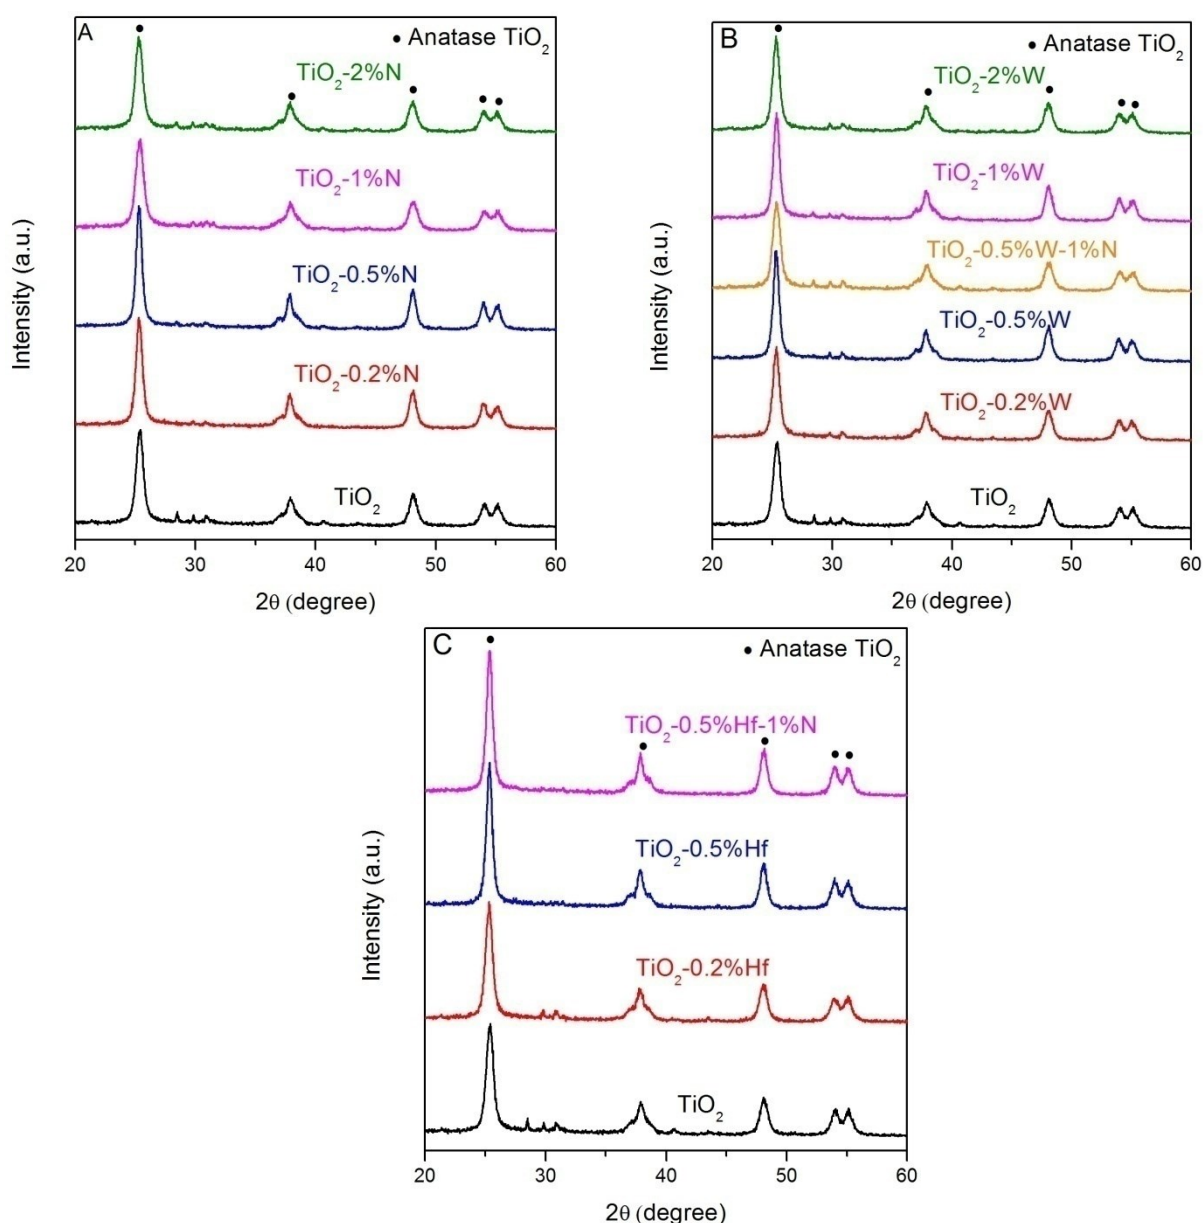 A
• Anatase TiO₂
TiO₂-2%N
TiO₂-1%N
TiO₂-0.5%N
TiO₂-0.2%N
TiO₂
Intensity (a.u.)
20 30 40 50 60
2θ (degree)
B
• Anatase TiO₂
TiO₂-2%W
TiO₂-1%W
TiO₂-0.5%W-1%N
TiO₂-0.5%W
TiO₂-0.2%W
TiO₂
Intensity (a.u.)
20 30 40 50 60
2θ (degree)
C
• Anatase TiO₂
TiO₂-0.5%Hf-1%N
TiO₂-0.5%Hf
TiO₂-0.2%Hf
TiO₂
Intensity (a.u.)
20 30 40 50 60
2θ (degree)